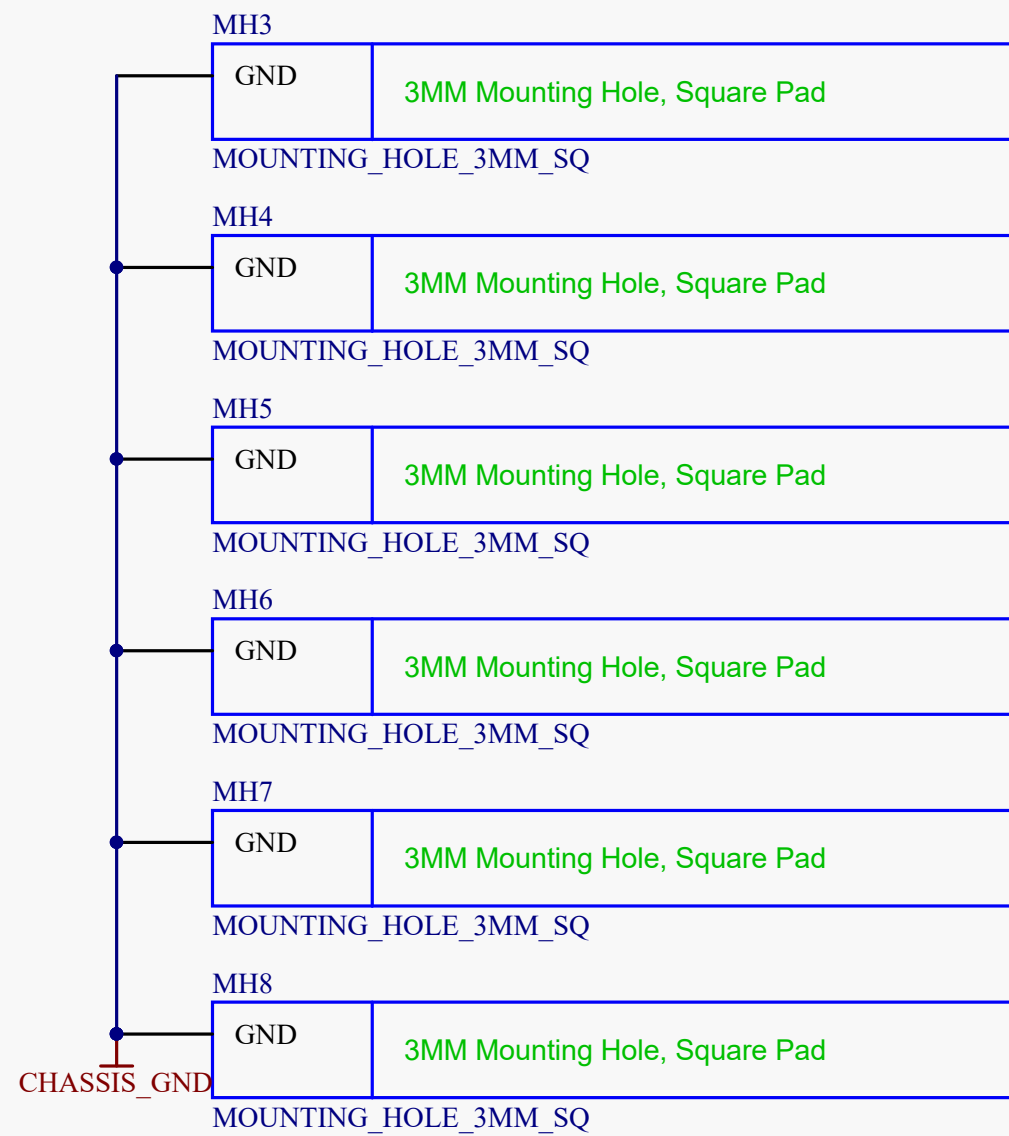 MH3
GND
3MM Mounting Hole, Square Pad
MOUNTING_HOLE_3MM_SQ
MH4
GND
3MM Mounting Hole, Square Pad
MOUNTING_HOLE_3MM_SQ
MH5
GND
3MM Mounting Hole, Square Pad
MOUNTING_HOLE_3MM_SQ
MH6
GND
3MM Mounting Hole, Square Pad
MOUNTING_HOLE_3MM_SQ
MH7
GND
3MM Mounting Hole, Square Pad
MOUNTING_HOLE_3MM_SQ
MH8
GND
3MM Mounting Hole, Square Pad
CHASSIS_GND
MOUNTING_HOLE_3MM_SQ